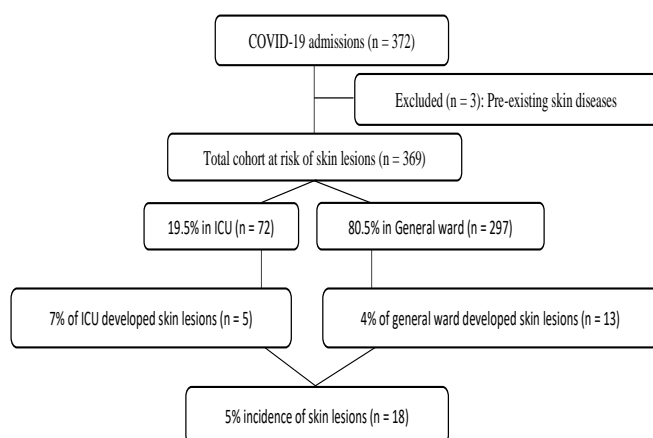 COVID-19 admissions (n = 372)
Excluded (n = 3): Pre-existing skin diseases
Total cohort at risk of skin lesions (n = 369)
19.5% in ICU (n = 72)
80.5% in General ward (n = 297)
7% of ICU developed skin lesions (n = 5)
4% of general ward developed skin lesions (n = 13)
5% incidence of skin lesions (n = 18)